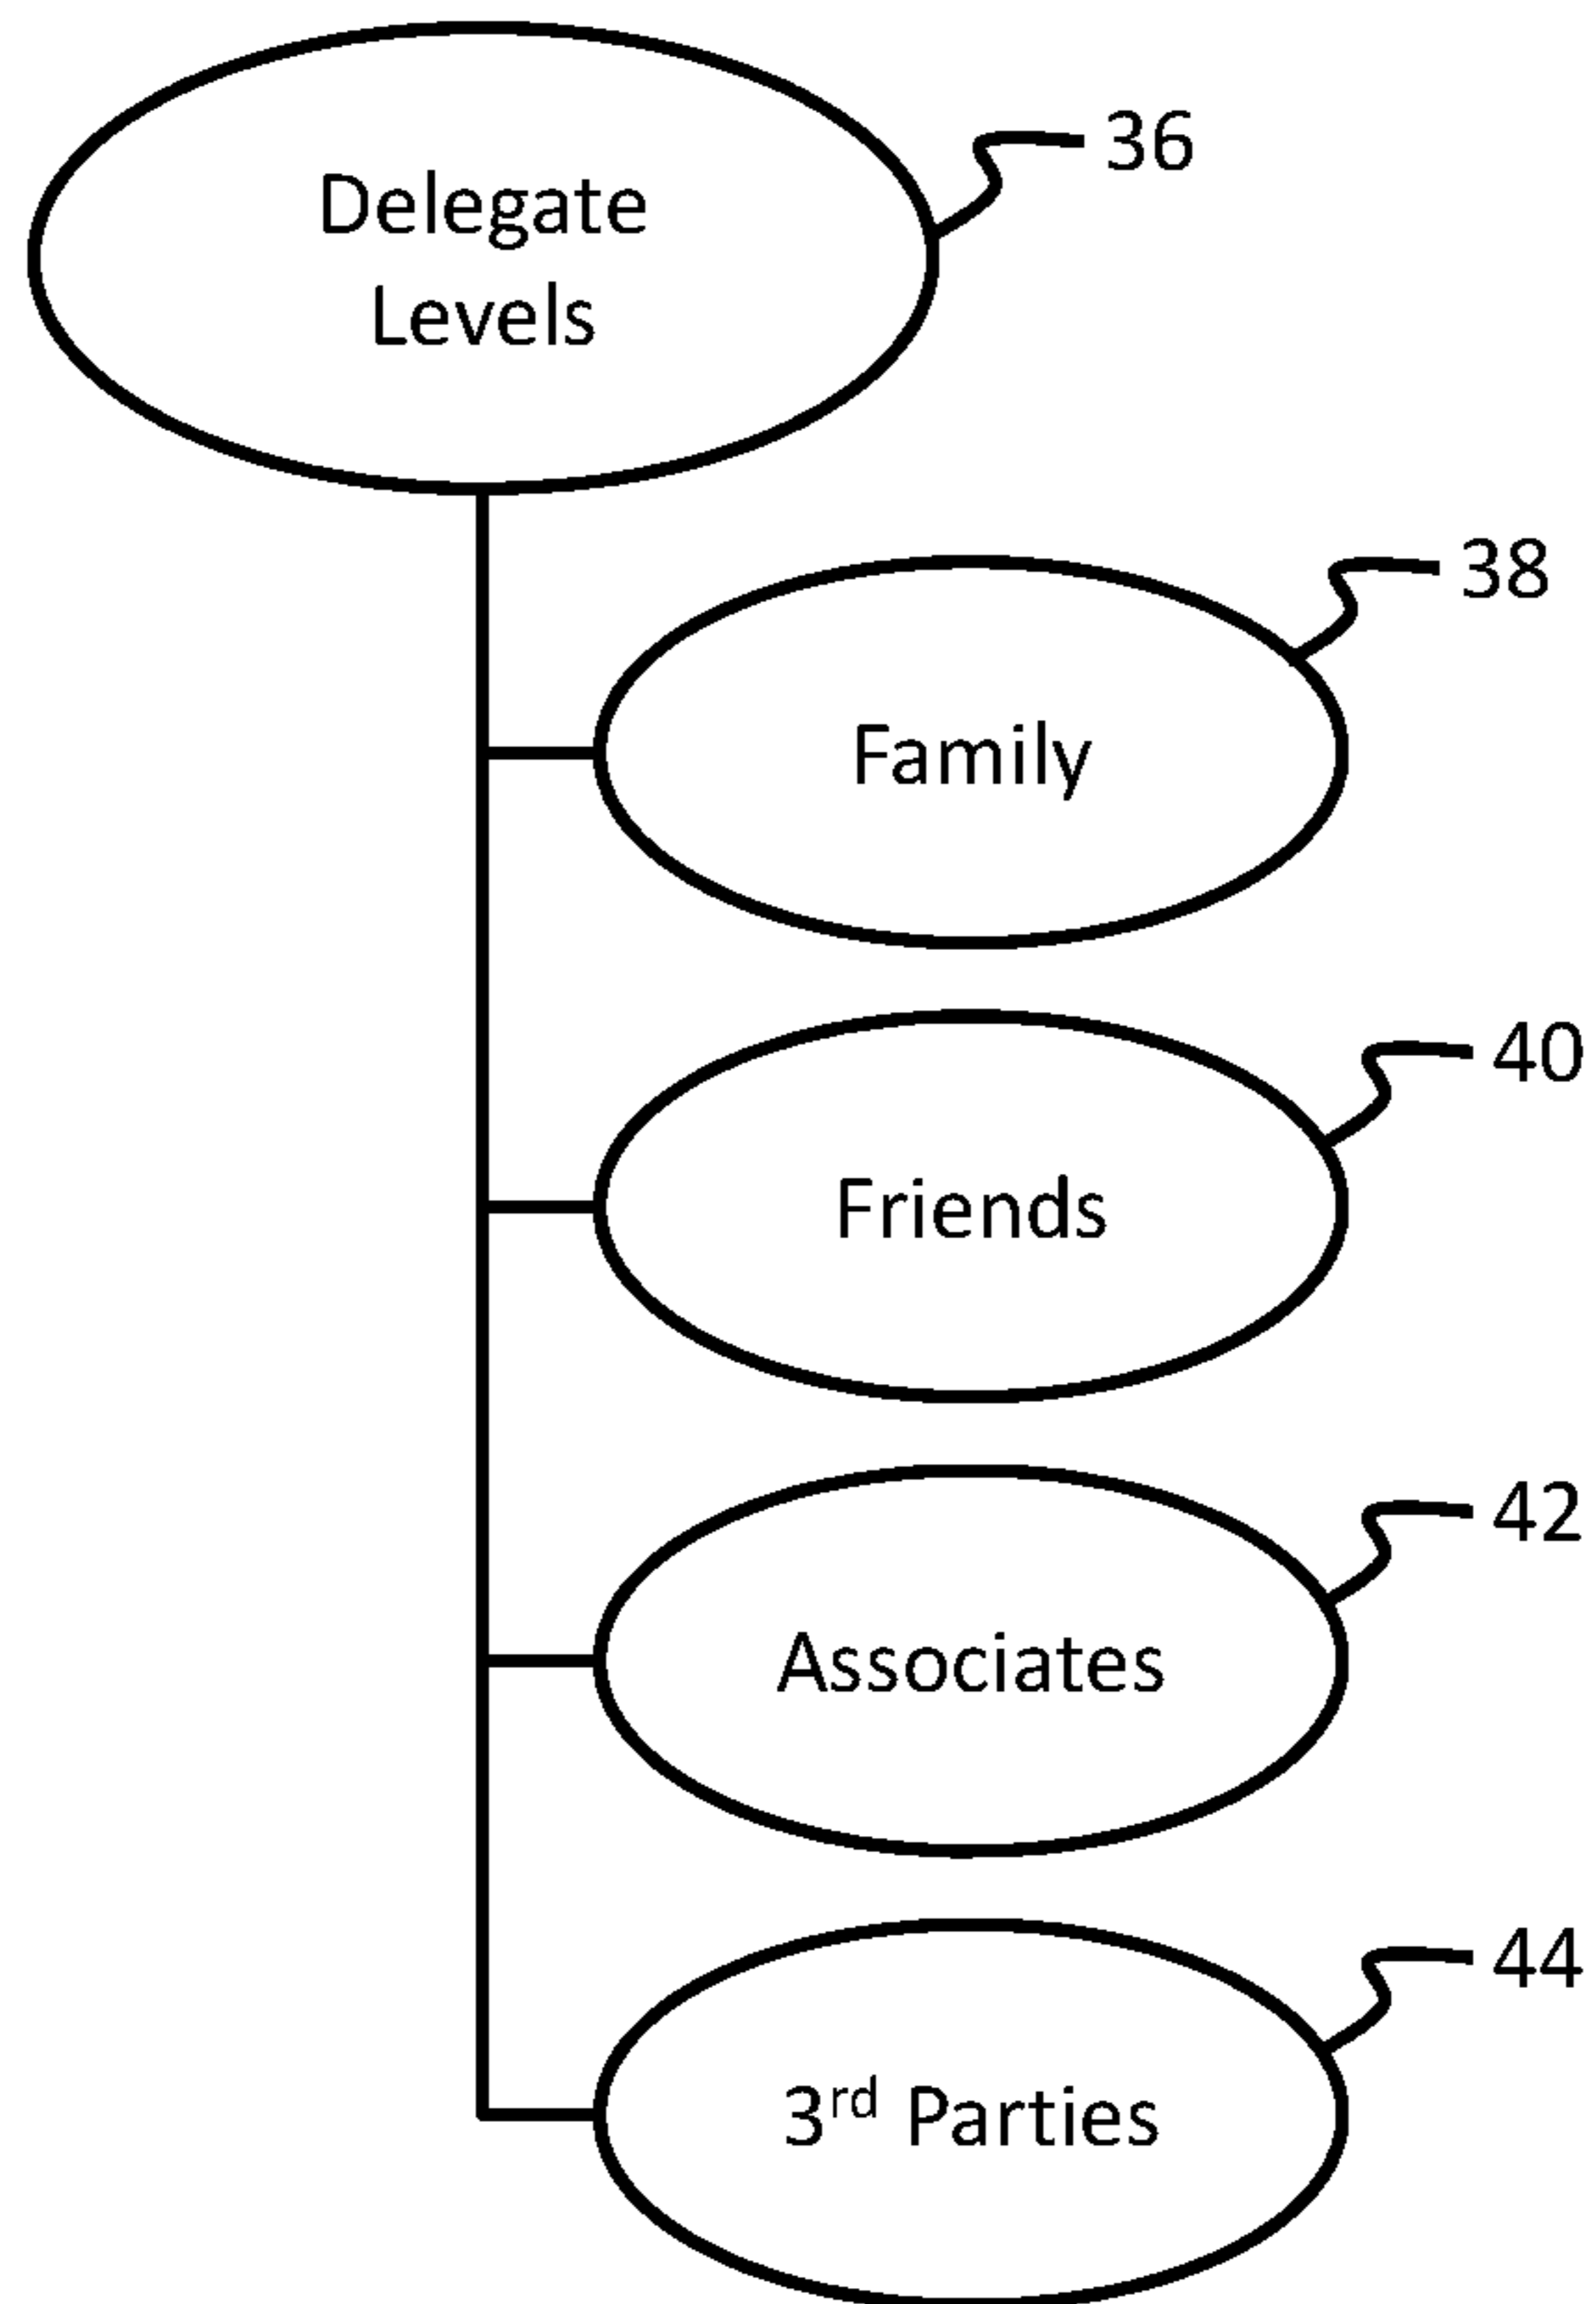 36
Delegate
Levels
38
Family
40
Friends
42
Associates
44
3rd Parties